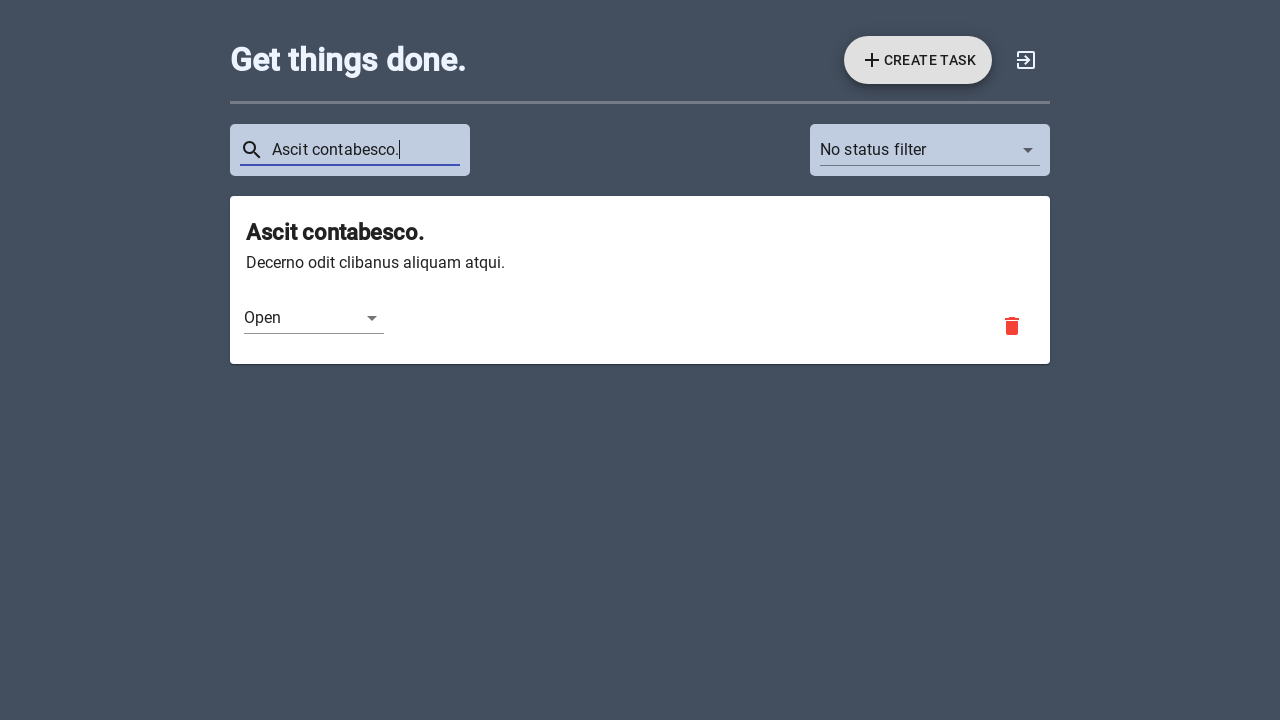 Get things done.
CREATE TASK
Ascit contabesco.
No status filter
Ascit contabesco.
Decerno odit clibanus aliquam atqui.
Open